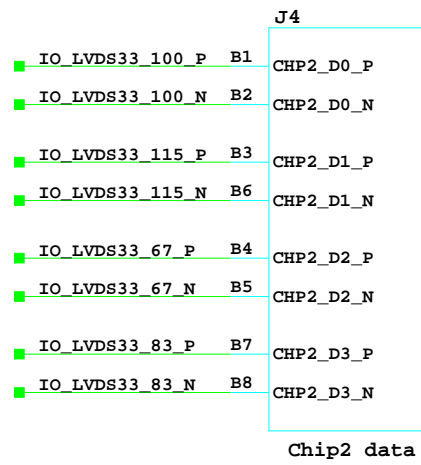 J4
IO_LVDS33_100_P B1 CHP2_D0_P
IO_LVDS33_100_N B2 CHP2_D0_N
IO_LVDS33_115_P B3 CHP2_D1_P
IO_LVDS33_115_N B6 CHP2_D1_N
IO_LVDS33_67_P B4 CHP2_D2_P
IO_LVDS33_67_N B5 CHP2_D2_N
IO_LVDS33_83_P B7 CHP2_D3_P
IO_LVDS33_83_N B8 CHP2_D3_N
Chip2 data